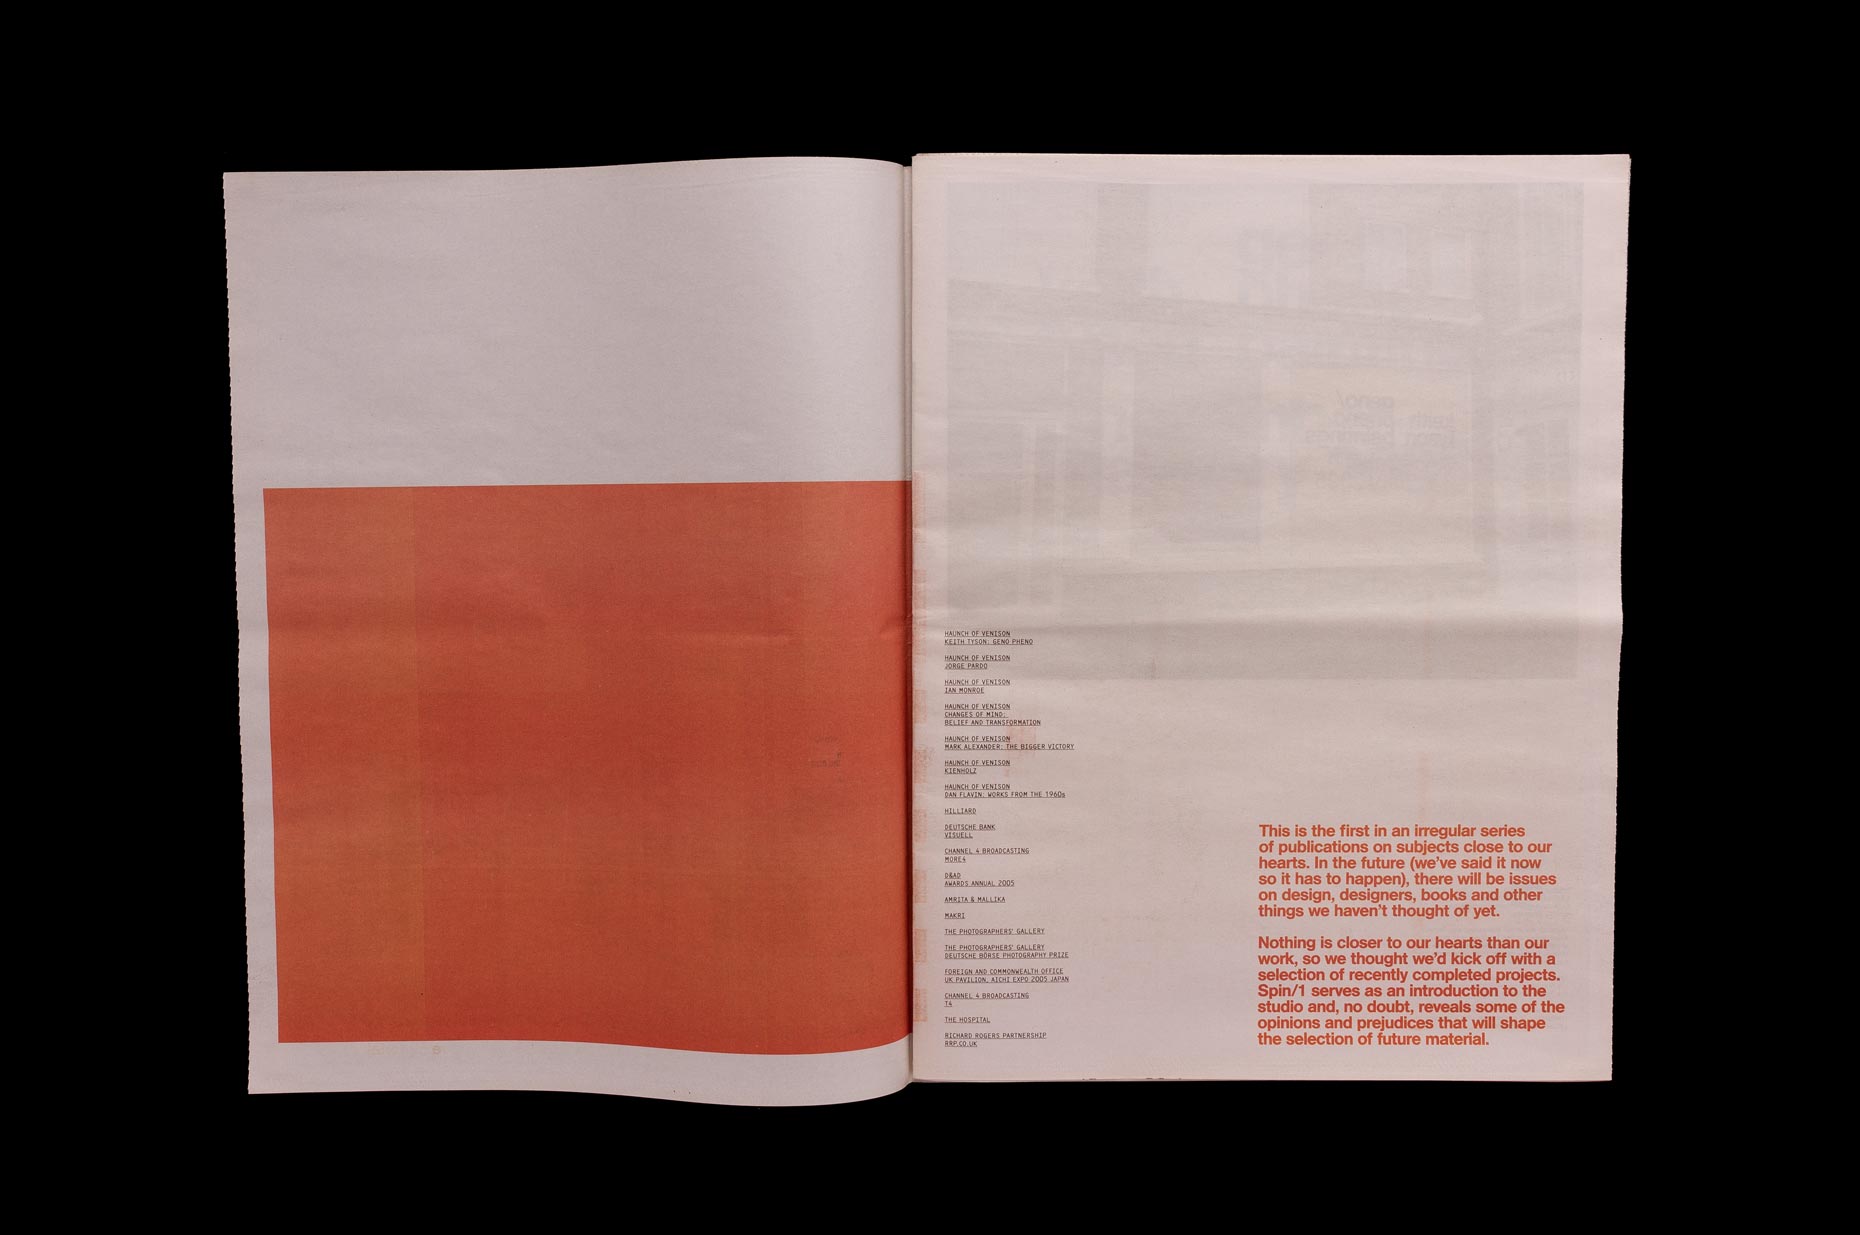 HAUNCH OF VENISON
KEITH TYSON: GENO PHENO
HAUNCH OF VENISON
JORGE PARDO
HAUNCH OF VENISON
IAN MONROE
HAUNCH OF VENISON
CHANGES OF MIND:
BELIEF AND TRANSFORMATION
HAUNCH OF VENISON
MARK ALEXANDER: THE BIGGER VICTORY
HAUNCH OF VENISON
KIENHOLZ
HAUNCH OF VENISON
DAN FLAVIN: WORKS FROM THE 1960s
HILLIARD
DEUTSCHE BANK
VISUELL
CHANNEL 4 BROADCASTING
MORE4
D&AD
AWARDS ANNUAL 2005
AMRITA & MALLIKA
MAKRI
THE PHOTOGRAPHERS' GALLERY
THE PHOTOGRAPHERS' GALLERY
DEUTSCHE BÖRSE PHOTOGRAPHY PRIZE
FOREIGN AND COMMONWEALTH OFFICE
UK PAVILION, AICHI EXPO 2005 JAPAN
CHANNEL 4 BROADCASTING
T4
THE HOSPITAL
RICHARD ROGERS PARTNERSHIP
RRP.CO.UK
This is the first in an irregular series
of publications on subjects close to our
hearts. In the future (we've said it now
so it has to happen), there will be issues
on design, designers, books and other
things we haven't thought of yet.
Nothing is closer to our hearts than our
work, so we thought we'd kick off with a
selection of recently completed projects.
Spin/1 serves as an introduction to the
studio and, no doubt, reveals some of the
opinions and prejudices that will shape
the selection of future material.